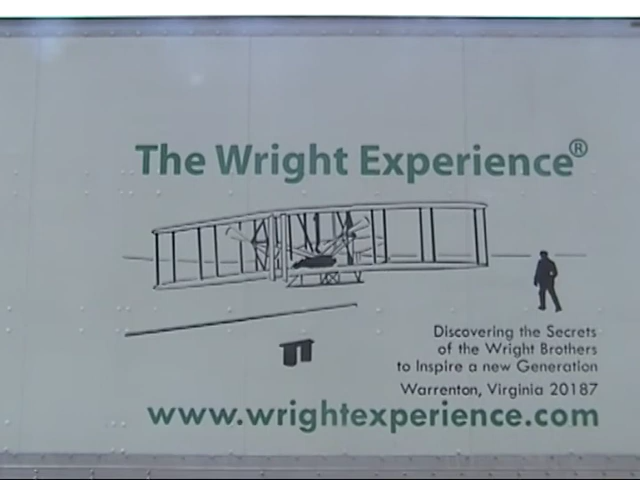 The Wright Experience®
Discovering the Secrets
of the Wright Brothers
to Inspire a new Generation
Warrenton, Virginia 20187
www.wrightexperience.com